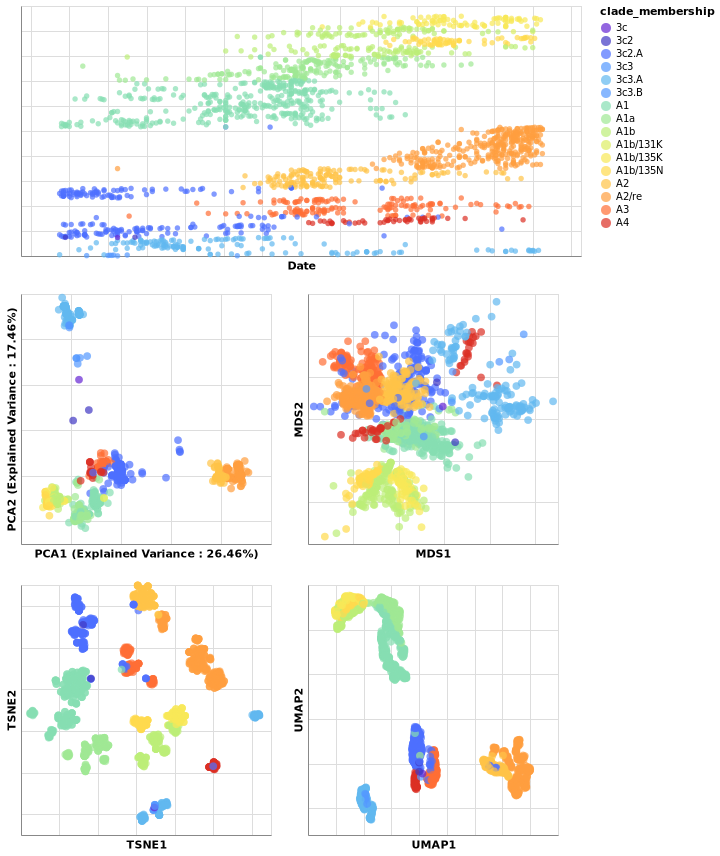 clade_membership
3c
3c2
3c2.A
3c3
3c3.A
3c3.B
A1
A1a
A1b
A1b/131K
A1b/135K
A1b/135N
A2
A2/re
A3
A4
Date
PCA2 (Explained Variance : 17.46%)
PCA1 (Explained Variance : 26.46%)
MDS2
MDS1
TSNE2
TSNE1
UMAP2
UMAP1